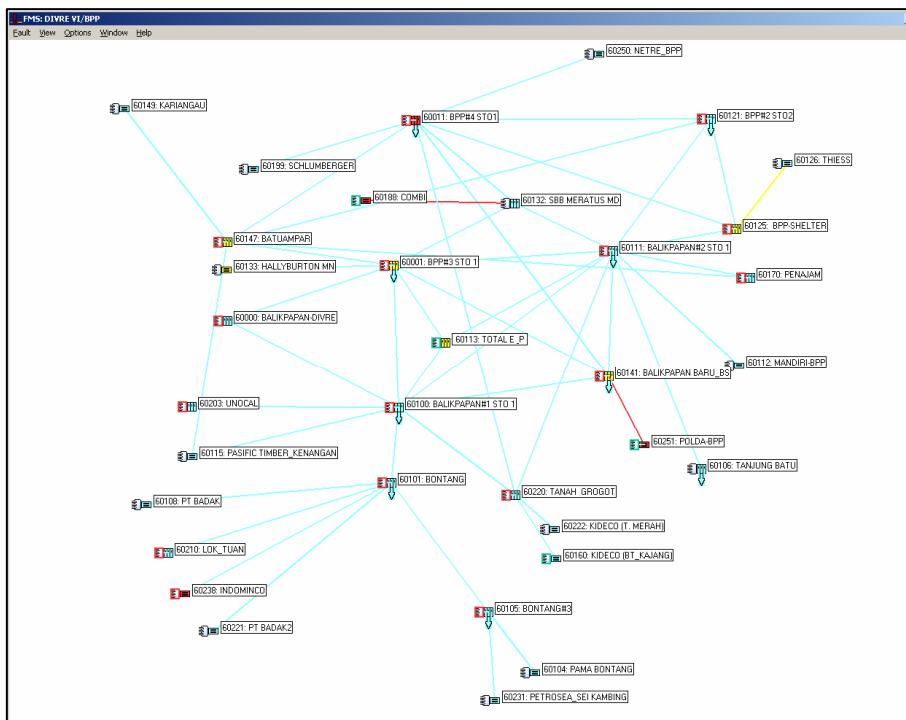 _FMS: DIVRE VI/BPP
Fault View Options Window Help
60250: NETRE_BPP
60149: KARIANGAU
60011: BPP#4 STO1
60121: BPP#2 STO2
60126: THIESS
60199: SCHLUMBERGER
60188: COMBI
60132: SBB MERATUS MD
60125: BPP-SHELTER
60147: BATUAMPAR
60111: BALIKPAPAN#2 STO 1
60133: HALLYBURTON MN
60001: BPP#3 STO 1
60170: PENAJAM
60000: BALIKPAPAN-DIVRE
60113: TOTAL E_P
60112: MANDIRI-BPP
60141: BALIKPAPAN BARU_BS
60203: UNOCAL
60100: BALIKPAPAN#1 STO 1
60251: POLDA-BPP
60115: PASIFIC TIMBER_KENANGAN
60106: TANJUNG BATU
60101: BONTANG
60220: TANAH GROGOT
60108: PT BADAK
60222: KIDECO (T. MERAH)
60210: LOK_TUAN
60160: KIDECO (BT_KAJANG)
60238: INDOMINCO
60105: BONTANG#3
60221: PT BADAK2
60104: PAMA BONTANG
60231: PETROSEA_SEI KAMBING